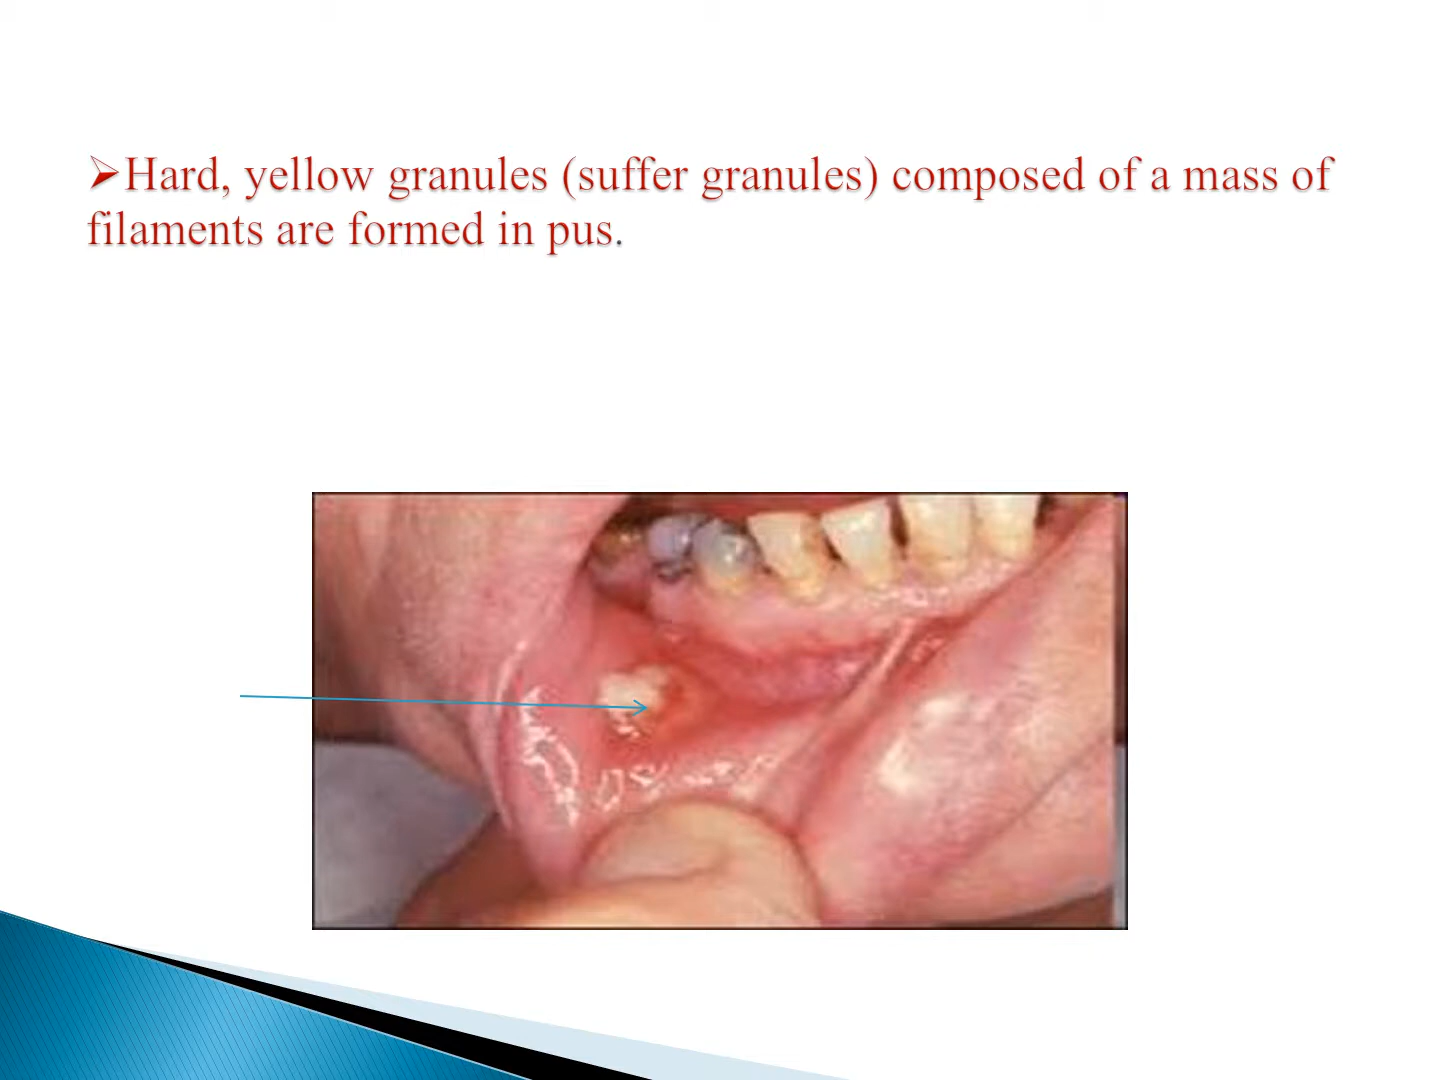 ➢Hard, yellow granules (suffer granules) composed of a mass of
filaments are formed in pus.